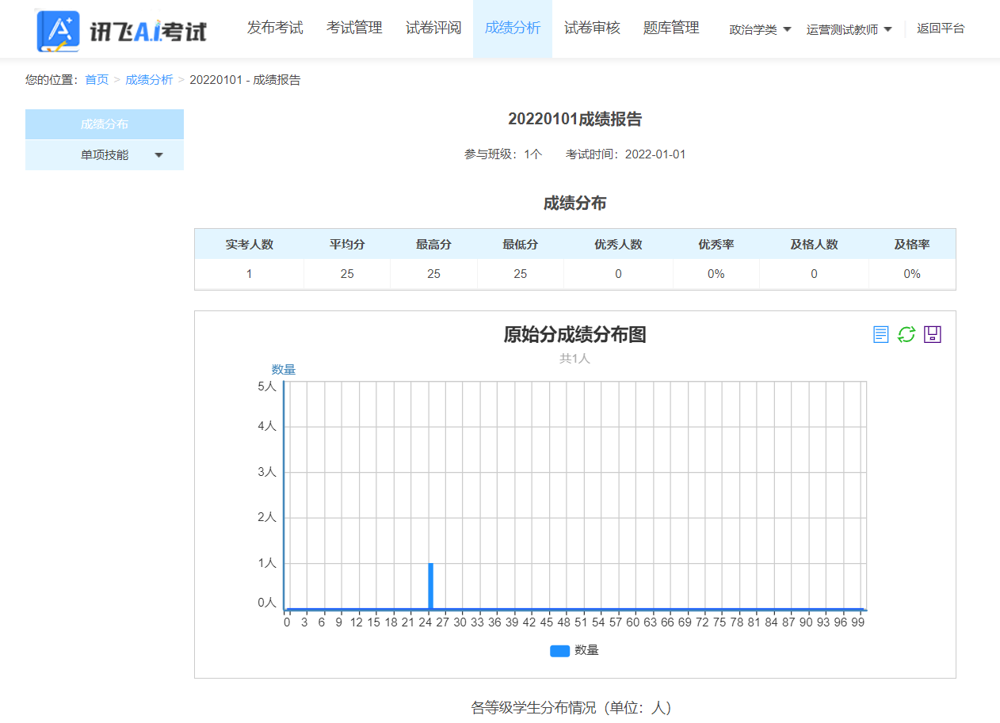 讯飞A.i.考试 发布考试 考试管理 试卷评阅 成绩分析 试卷审核 题库管理 政治学类 运营测试教师 返回平台
您的位置：首页 > 成绩分析 > 20220101 - 成绩报告
成绩分布
单项技能
20220101成绩报告
参与班级：1个 考试时间：2022-01-01
成绩分布
实考人数 平均分 最高分 最低分 优秀人数 优秀率 及格人数 及格率
1 25 25 25 0 0% 0 0%
原始分成绩分布图
共1人
数量
5人
4人
3人
2人
1人
0人
0 3 6 9 12 15 18 21 24 27 30 33 36 39 42 45 48 51 54 57 60 63 66 69 72 75 78 81 84 87 90 93 96 99
数量
各等级学生分布情况（单位：人）